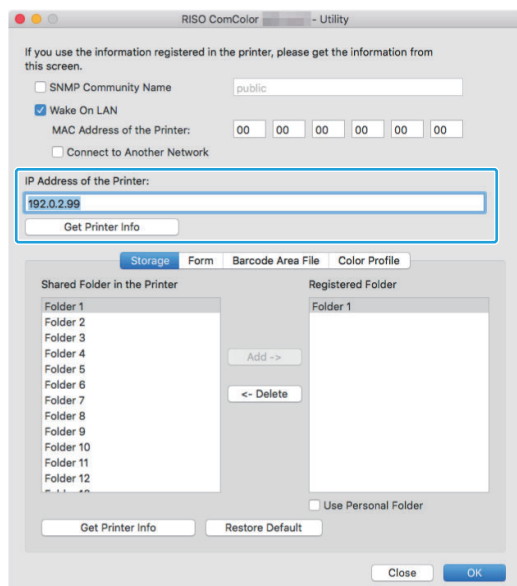 RISO ComColor - Utility
If you use the information registered in the printer, please get the information from
this screen.
SNMP Community Name public
Wake On LAN
MAC Address of the Printer: 00 00 00 00 00 00
Connect to Another Network
IP Address of the Printer:
192.0.2.99
Get Printer Info
Storage Form Barcode Area File Color Profile
Shared Folder in the Printer Registered Folder
Folder 1 Folder 1
Folder 2
Folder 3
Folder 4
Folder 5
Folder 6
Folder 7
Folder 8
Folder 9
Folder 10
Folder 11
Folder 12
Add ->
<- Delete
Use Personal Folder
Get Printer Info Restore Default
Close OK